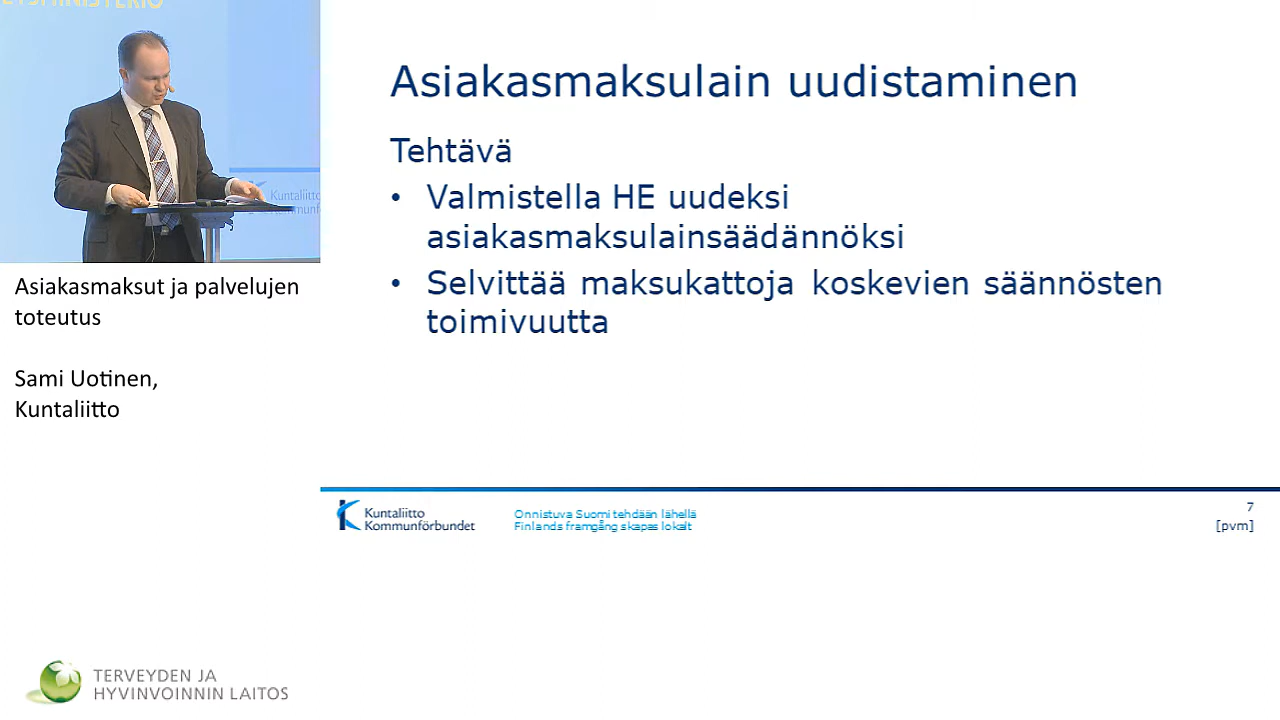 Asiakasmaksulain uudistaminen
Tehtävä
• Valmistella HE uudeksi
asiakasmaksulainsäädännöksi
• Selvittää maksukattoja koskevien säännösten
toimivuutta
Asiakasmaksut ja palvelujen
toteutus
Sami Uotinen,
Kuntaliitto
Kuntaliitto
Kommunförbundet
Onnistuva Suomi tehdään lähellä
Finlands framgång skapas lokalt
7
[pvm]
TERVEYDEN JA
HYVINVOINNIN LAITOS
Kuntaliitto